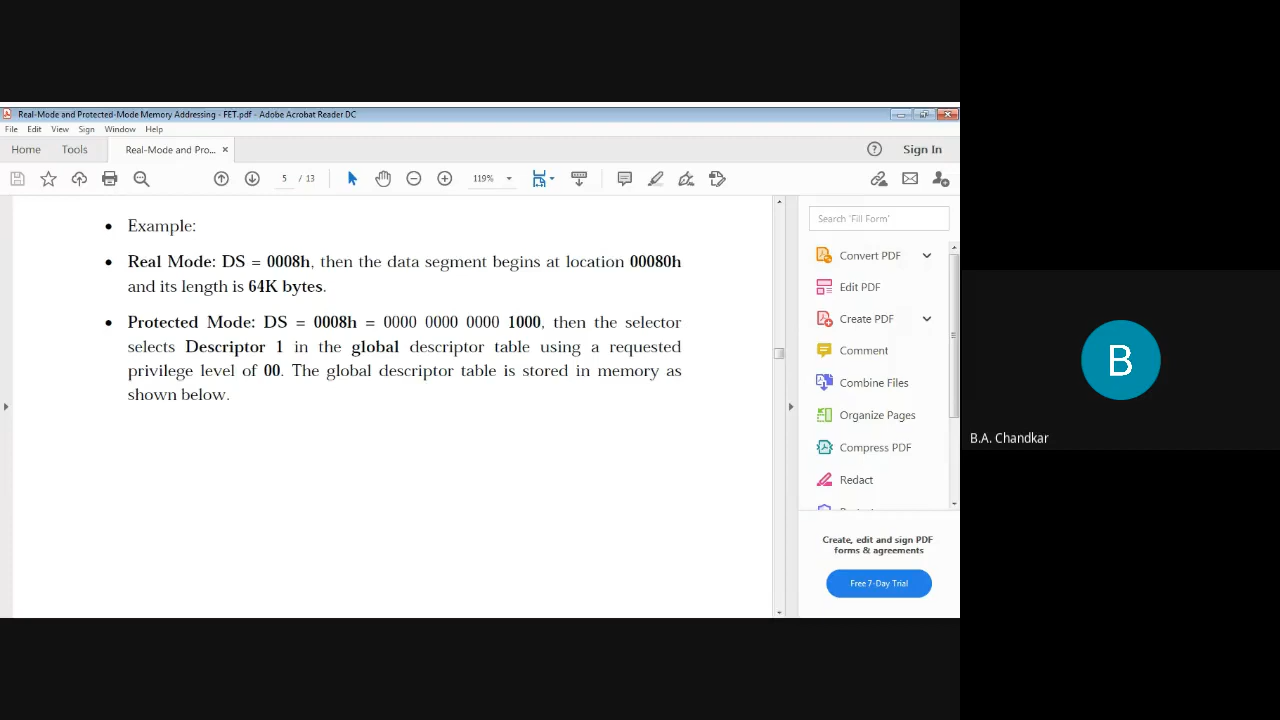 Real-Mode and Protected-Mode Memory Addressing - FET.pdf - Adobe Acrobat Reader DC
File Edit View Sign Window Help
Home Tools Real-Mode and Pro... × Sign In
5 / 13 119%
• Example:
• Real Mode: DS = 0008h, then the data segment begins at location 00080h
and its length is 64K bytes.
• Protected Mode: DS = 0008h = 0000 0000 0000 1000, then the selector
selects Descriptor 1 in the global descriptor table using a requested
privilege level of 00. The global descriptor table is stored in memory as
shown below.
Search 'Fill Form'
Convert PDF
Edit PDF
Create PDF
Comment
Combine Files
Organize Pages
Compress PDF
Redact
Create, edit and sign PDF
forms & agreements
Free 7-Day Trial
B
B.A. Chandkar